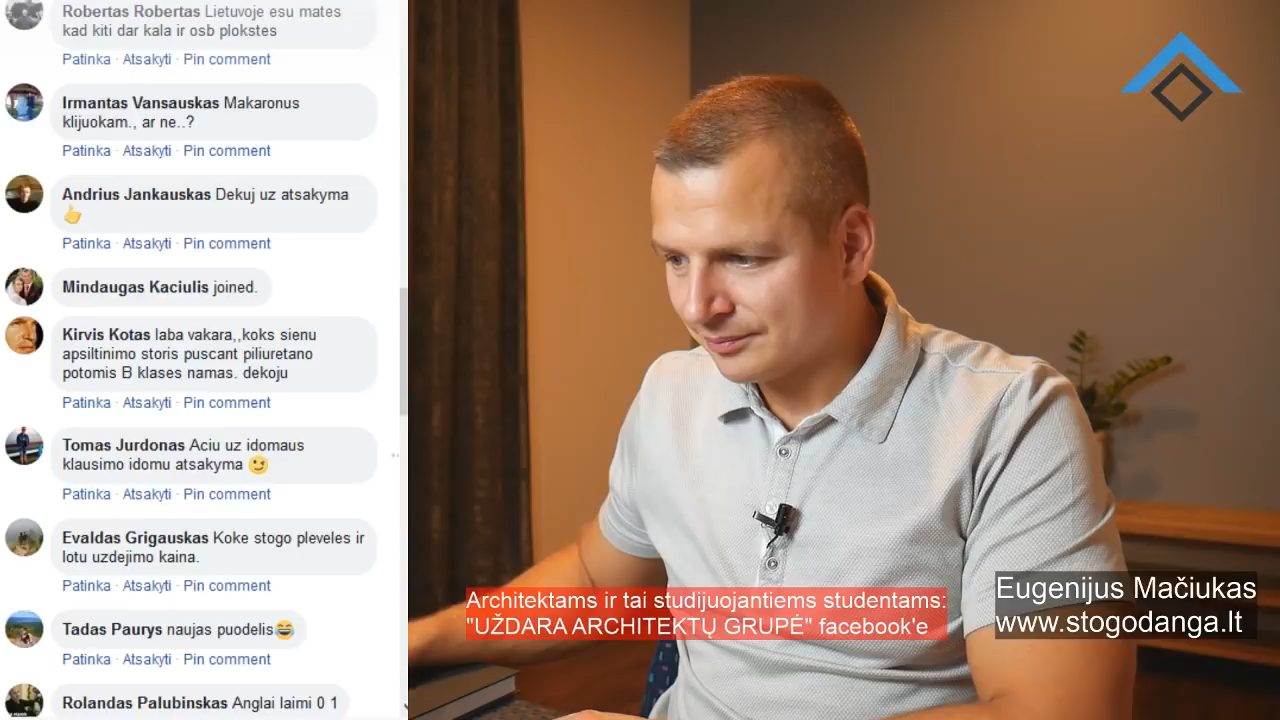 Robertas Robertas Lietuvoje esu mates
kad kiti dar kala ir osb plokstes
Patinka · Atsakyti · Pin comment
Irmantas Vansauskas Makaronus
klijuokam., ar ne..?
Patinka · Atsakyti · Pin comment
Andrius Jankauskas Dekuj uz atsakyma
👍
Patinka · Atsakyti · Pin comment
Mindaugas Kaciulis joined.
Kirvis Kotas laba vakara,,koks sienu
apsiltinimo storis puscant piliuretano
potomis B klases namas. dekoju
Patinka · Atsakyti · Pin comment
Tomas Jurdonas Aciu uz idomaus
klausimo idomu atsakyma 😉
Patinka · Atsakyti · Pin comment
Evaldas Grigauskas Koke stogo pleveles ir
lotu uzdejimo kaina.
Patinka · Atsakyti · Pin comment
Tadas Paurys naujas puodelis😂
Patinka · Atsakyti · Pin comment
Rolandas Palubinskas Anglai laimi 0 1
Architektams ir tai studijuojantiems studentams:
"UŽDARA ARCHITEKTŲ GRUPĖ" facebook'e
Eugenijus Mačiukas
www.stogodanga.lt